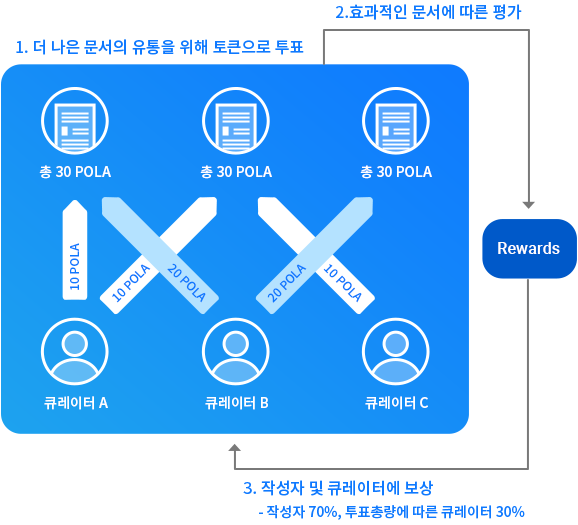 2.효과적인 문서에 따른 평가
1. 더 나은 문서의 유통을 위해 토큰으로 투표
총 30 POLA
총 30 POLA
총 30 POLA
10 POLA
10 POLA
20 POLA
20 POLA
10 POLA
Rewards
큐레이터 A
큐레이터 B
큐레이터 C
3. 작성자 및 큐레이터에 보상
- 작성자 70%, 투표총량에 따른 큐레이터 30%